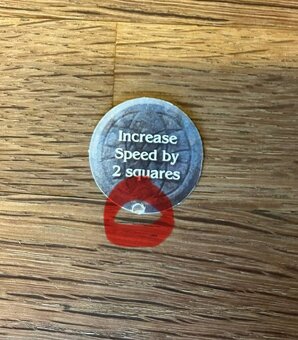 Increase
Speed by
2 squares